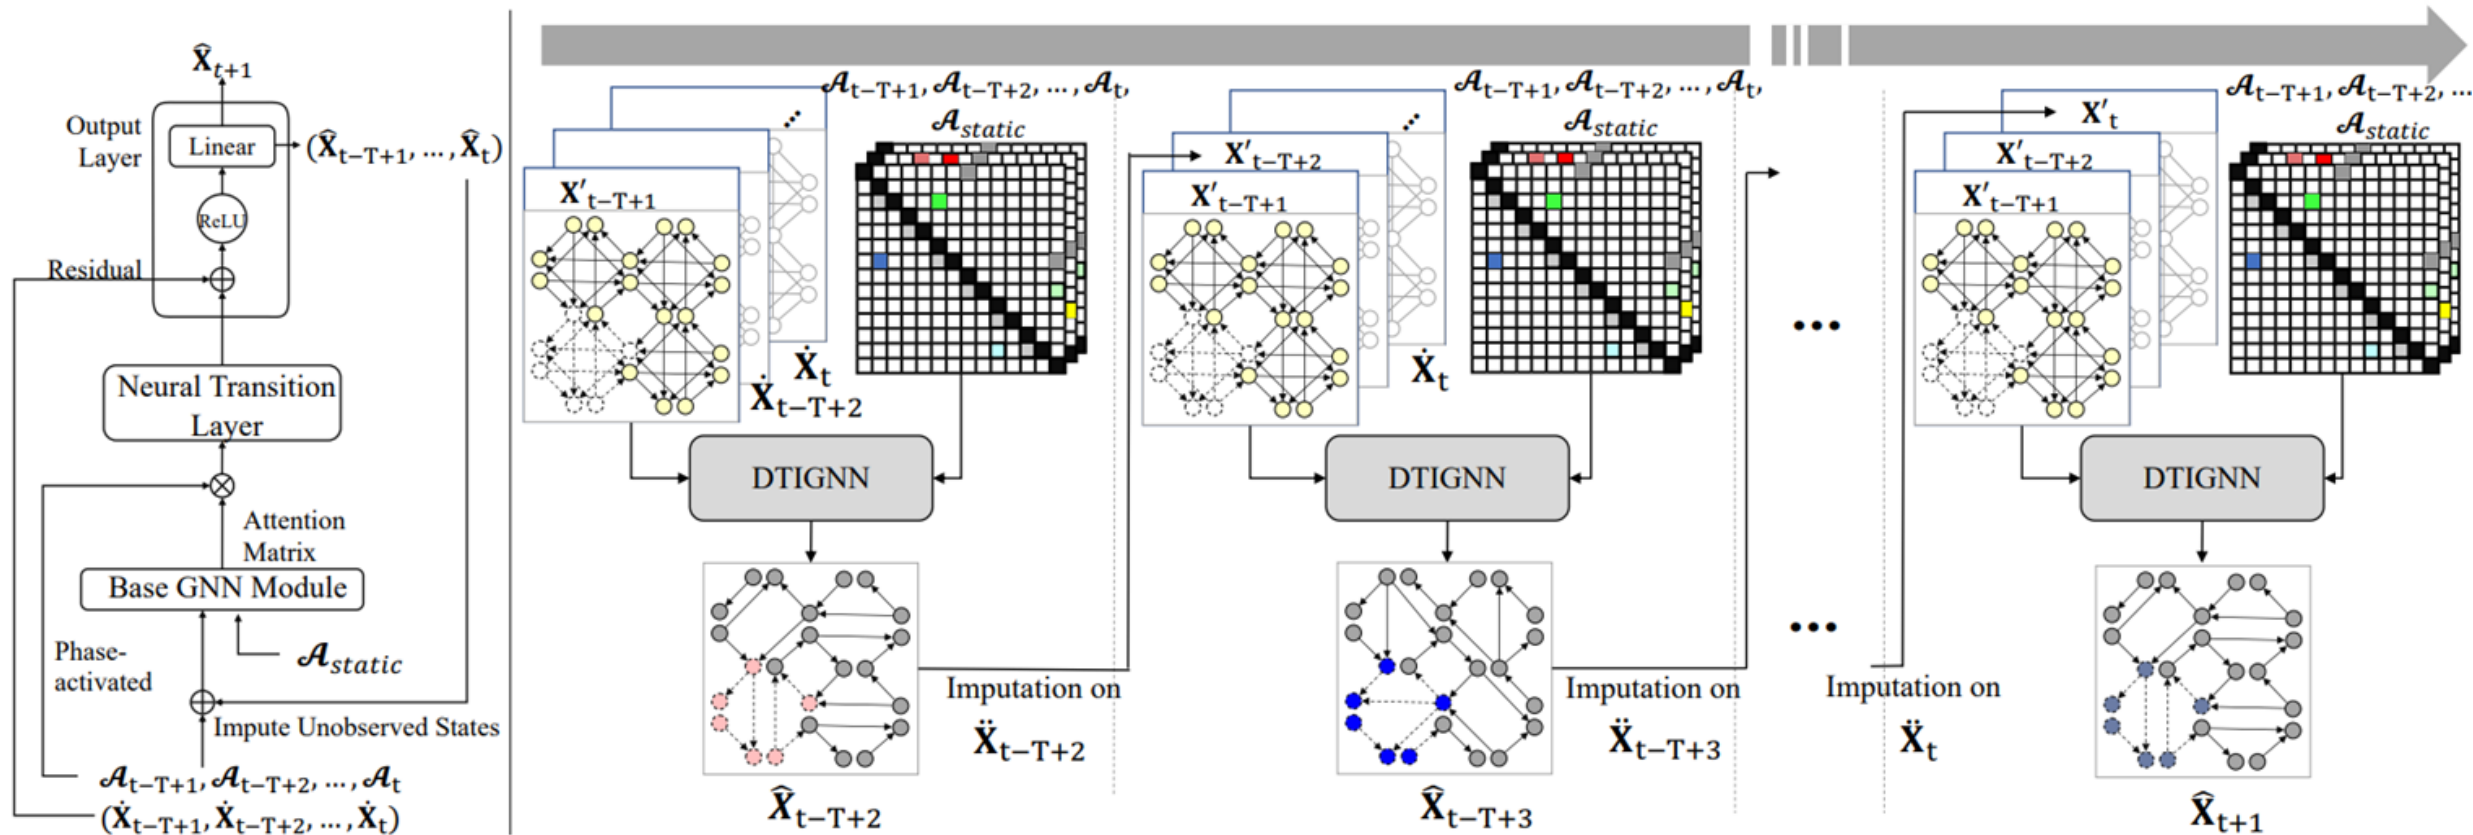 X̂ₜ₊₁
Output
Layer
Linear
(X̂ₜ₋T₊₁, ..., X̂ₜ)
ReLU
Residual
Neural Transition
Layer
Attention
Matrix
Base GNN Module
Phase-
activated
𝓐static
Impute Unobserved States
𝓐ₜ₋T₊₁, 𝓐ₜ₋T₊₂, ..., 𝓐ₜ
(Ẋₜ₋T₊₁, Ẋₜ₋T₊₂, ..., Ẋₜ)
𝓐ₜ₋T₊₁, 𝓐ₜ₋T₊₂, ..., 𝓐ₜ,
𝓐static
...
X′ₜ₋T₊₁
Ẋₜ
Ẋₜ₋T₊₂
DTIGNN
X̂ₜ₋T₊₂
Imputation on
Ẍₜ₋T₊₂
𝓐ₜ₋T₊₁, 𝓐ₜ₋T₊₂, ..., 𝓐ₜ,
𝓐static
...
X′ₜ₋T₊₂
X′ₜ₋T₊₁
Ẋₜ
DTIGNN
X̂ₜ₋T₊₃
Imputation on
Ẍₜ₋T₊₃
...
...
Imputation on
Ẍₜ
𝓐ₜ₋T₊₁, 𝓐ₜ₋T₊₂, ...
𝓐static
X′ₜ
X′ₜ₋T₊₂
X′ₜ₋T₊₁
DTIGNN
X̂ₜ₊₁